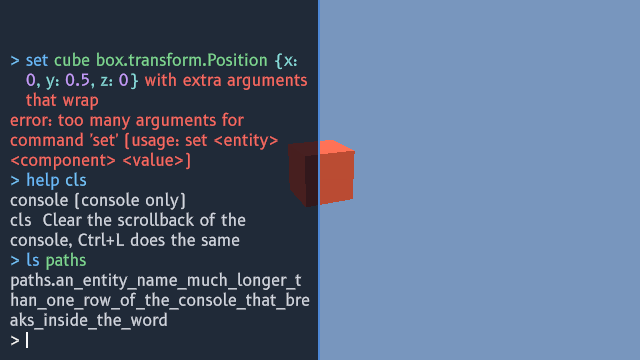 > set cube box.transform.Position {x:
0, y: 0.5, z: 0} with extra arguments
that wrap
error: too many arguments for
command 'set' [usage: set <entity>
<component> <value>]
> help cls
console [console only]
cls  Clear the scrollback of the
console, Ctrl+L does the same
> ls paths
paths.an_entity_name_much_longer_t
han_one_row_of_the_console_that_bre
aks_inside_the_word
>